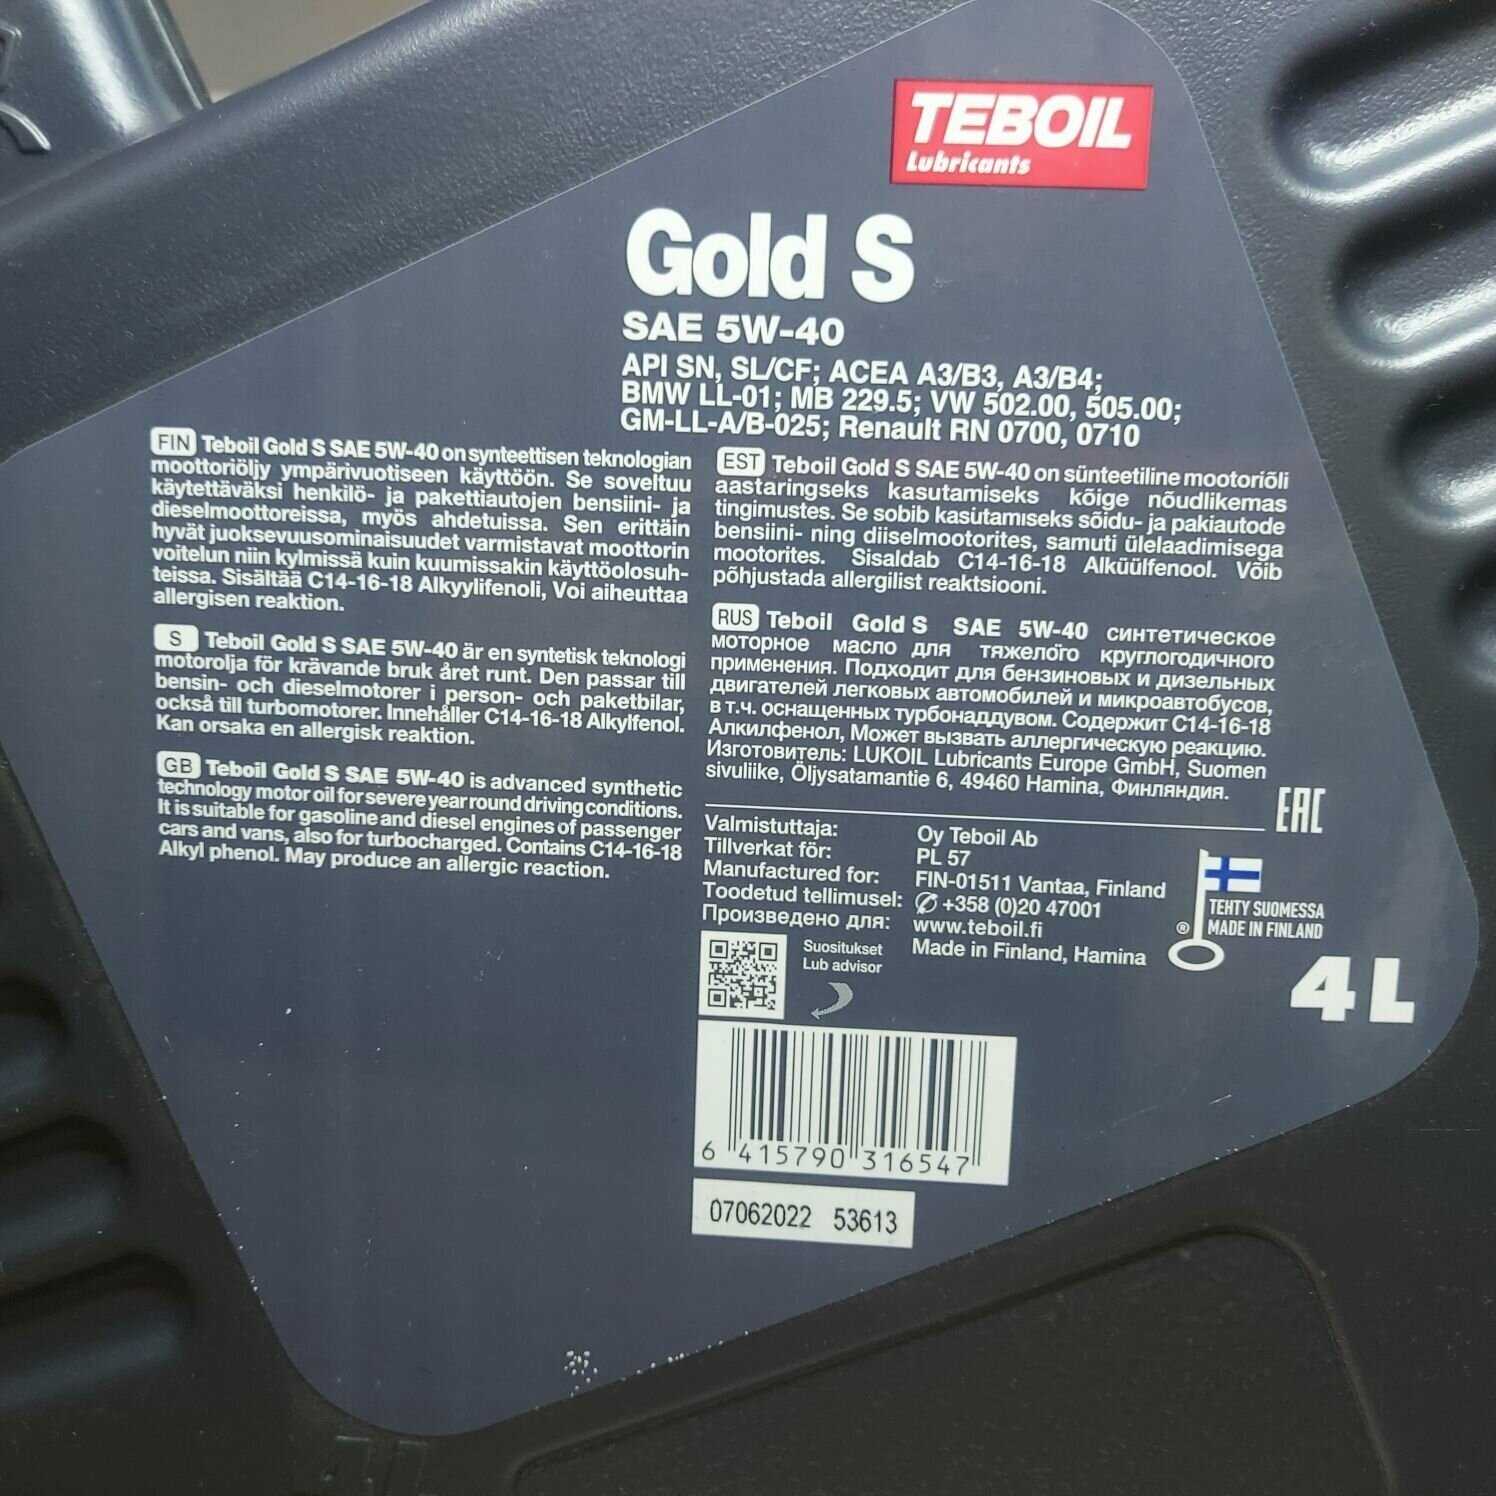 TEBOIL
Lubricants
Gold S
SAE 5W-40
API SN, SL/CF; ACEA A3/B3, A3/B4;
BMW LL-01; MB 229.5; VW 502.00, 505.00;
GM-LL-A/B-025; Renault RN 0700, 0710
FIN Teboil Gold S SAE 5W-40 on synteettisen teknologian
moottoriöljy ympärivuotiseen käyttöön. Se soveltuu
käytettäväksi henkilö- ja pakettiautojen bensiini- ja
dieselmoottoreissa, myös ahdetuissa. Sen erittäin
hyvät juoksevuusominaisuudet varmistavat moottorin
voitelun niin kylmissä kuin kuumissakin käyttöolosuh-
teissa. Sisältää C14-16-18 Alkyylifenoli, Voi aiheuttaa
allergisen reaktion.
S Teboil Gold S SAE 5W-40 är en syntetisk teknologi
motorolja för krävande bruk året runt. Den passar till
bensin- och dieselmotorer i person- och paketbilar,
också till turbomotorer. Innehåller C14-16-18 Alkylfenol.
Kan orsaka en allergisk reaktion.
GB Teboil Gold S SAE 5W-40 is advanced synthetic
technology motor oil for severe year round driving conditions.
It is suitable for gasoline and diesel engines of passenger
cars and vans, also for turbocharged. Contains C14-16-18
Alkyl phenol. May produce an allergic reaction.
EST Teboil Gold S SAE 5W-40 on sünteetiline mootoriõli
aastaringseks kasutamiseks kõige nõudlikemas
tingimustes. Se sobib kasutamiseks sõidu- ja pakiautode
bensiini- ning diiselmootorites, samuti ülelaadimisega
mootorites. Sisaldab C14-16-18 Alküülfenool. Võib
põhjustada allergilist reaktsiooni.
RUS Teboil Gold S SAE 5W-40 синтетическое
моторное масло для тяжелого круглогодичного
применения. Подходит для бензиновых и дизельных
двигателей легковых автомобилей и микроавтобусов,
в т.ч. оснащенных турбонаддувом. Содержит C14-16-18
Алкилфенол, Может вызвать аллергическую реакцию.
Изготовитель: LUKOIL Lubricants Europe GmbH, Suomen
sivuliike, Öljysatamantie 6, 49460 Hamina, Финляндия.
EAC
Valmistuttaja: Oy Teboil Ab
Tillverkat för: PL 57
Manufactured for: FIN-01511 Vantaa, Finland
Toodetud tellimusel: +358 (0)20 47001
Произведено для: www.teboil.fi
Made in Finland, Hamina
TEHTY SUOMESSA
® MADE IN FINLAND
Suositukset
Lub advisor
4 L
6 415790 316547
07062022 53613